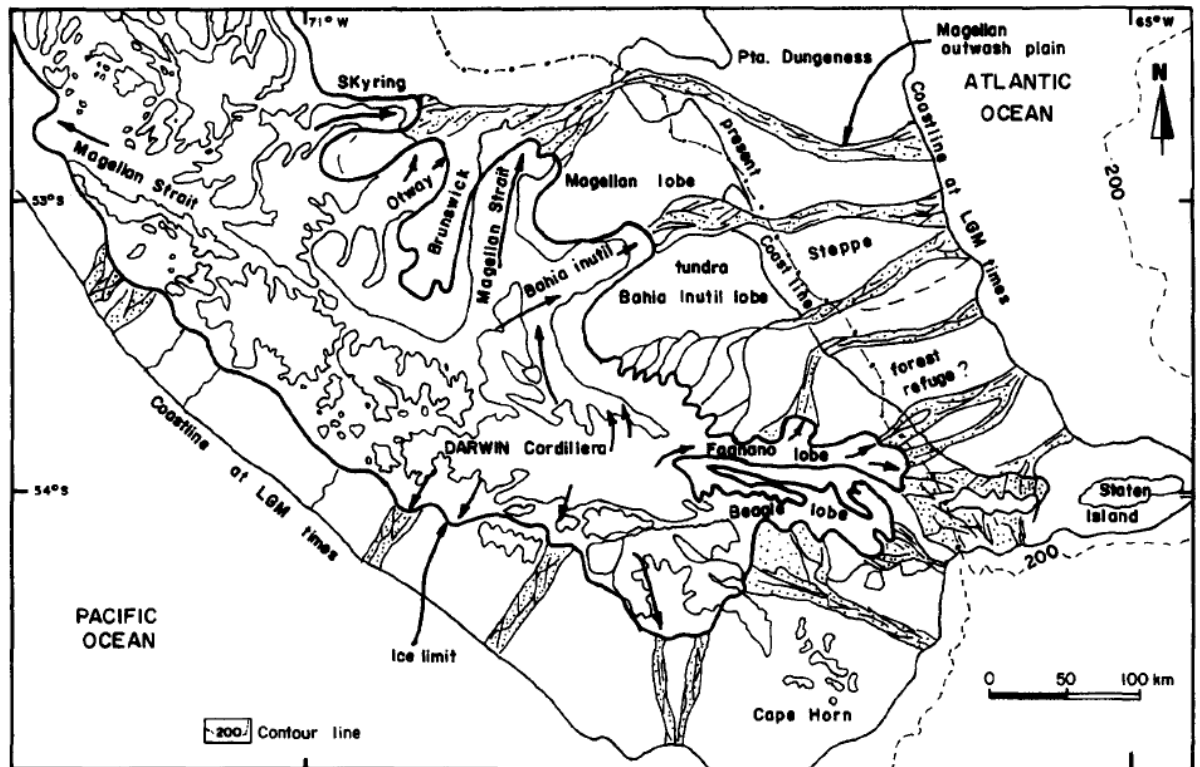 71° W
65° W
Magellan
outwash plain
Pta. Dungeness
ATLANTIC
OCEAN
N
SKyring
Coastline at LGM times
present
Coast line
200
Magellan Strait
Otway
Brunswick
Magellan Strait
Magellan lobe
53° S
Steppe
Bahia Inutil
tundra
Bahia Inutil lobe
forest
refuge?
Coastline at LGM times
DARWIN Cordillera
Fagnano lobe
54° S
Beagle lobe
Staten
Island
200
PACIFIC
OCEAN
Ice limit
0 50 100 km
Cape Horn
200 Contour line